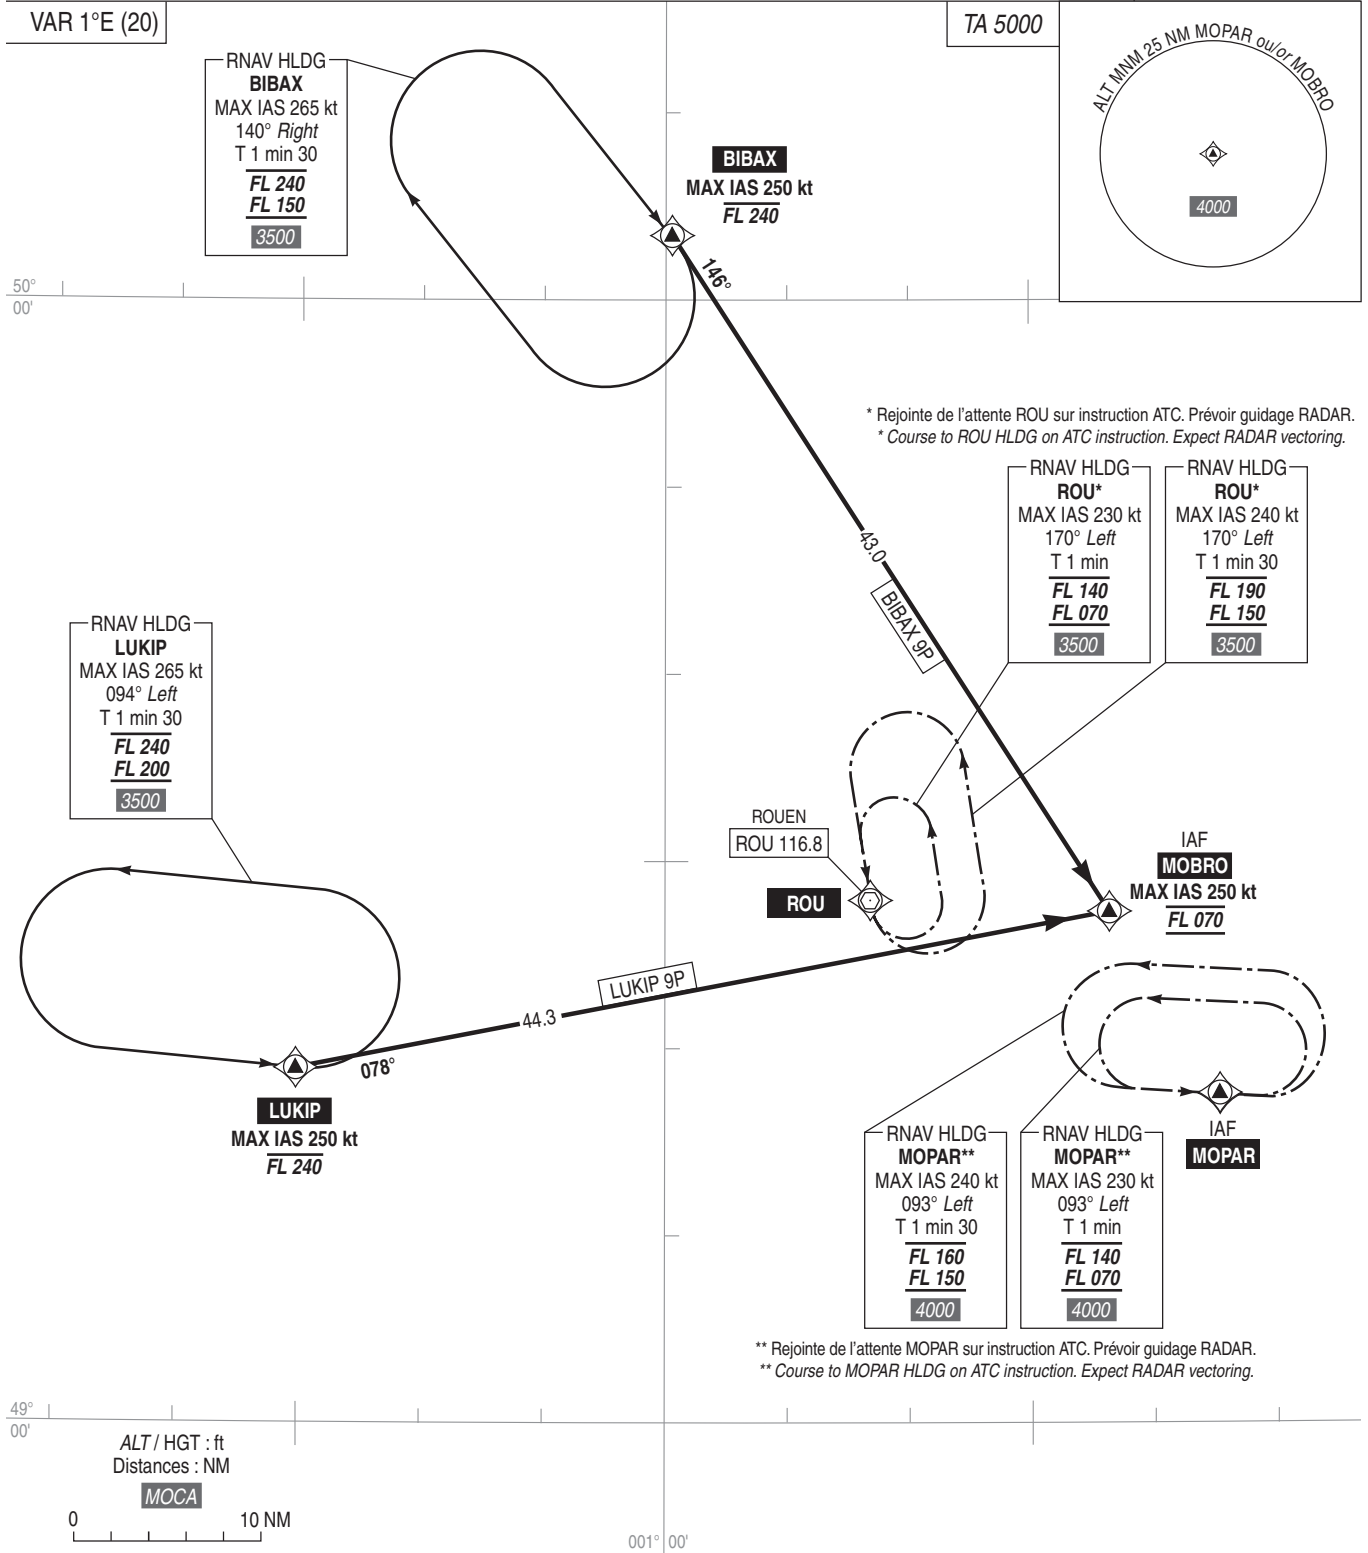 VAR 1°E (20)
TA 5000
ALT MNM 25 NM MOPAR ou/or MOBRO
4000
RNAV HLDG
BIBAX
MAX IAS 265 kt
140° Right
T 1 min 30
FL 240
FL 150
3500
BIBAX
MAX IAS 250 kt
FL 240
146°
50°
00'
* Rejointe de l'attente ROU sur instruction ATC. Prévoir guidage RADAR.
* Course to ROU HLDG on ATC instruction. Expect RADAR vectoring.
RNAV HLDG
ROU*
MAX IAS 230 kt
170° Left
T 1 min
FL 140
FL 070
3500
RNAV HLDG
ROU*
MAX IAS 240 kt
170° Left
T 1 min 30
FL 190
FL 150
3500
43.0
BIBAX 9P
RNAV HLDG
LUKIP
MAX IAS 265 kt
094° Left
T 1 min 30
FL 240
FL 200
3500
ROUEN
ROU 116.8
ROU
IAF
MOBRO
MAX IAS 250 kt
FL 070
LUKIP 9P
44.3
078°
LUKIP
MAX IAS 250 kt
FL 240
IAF
MOPAR
RNAV HLDG
MOPAR**
MAX IAS 240 kt
093° Left
T 1 min 30
FL 160
FL 150
4000
RNAV HLDG
MOPAR**
MAX IAS 230 kt
093° Left
T 1 min
FL 140
FL 070
4000
** Rejointe de l'attente MOPAR sur instruction ATC. Prévoir guidage RADAR.
** Course to MOPAR HLDG on ATC instruction. Expect RADAR vectoring.
49°
00'
ALT / HGT : ft
Distances : NM
MOCA
0 10 NM
001° 00'